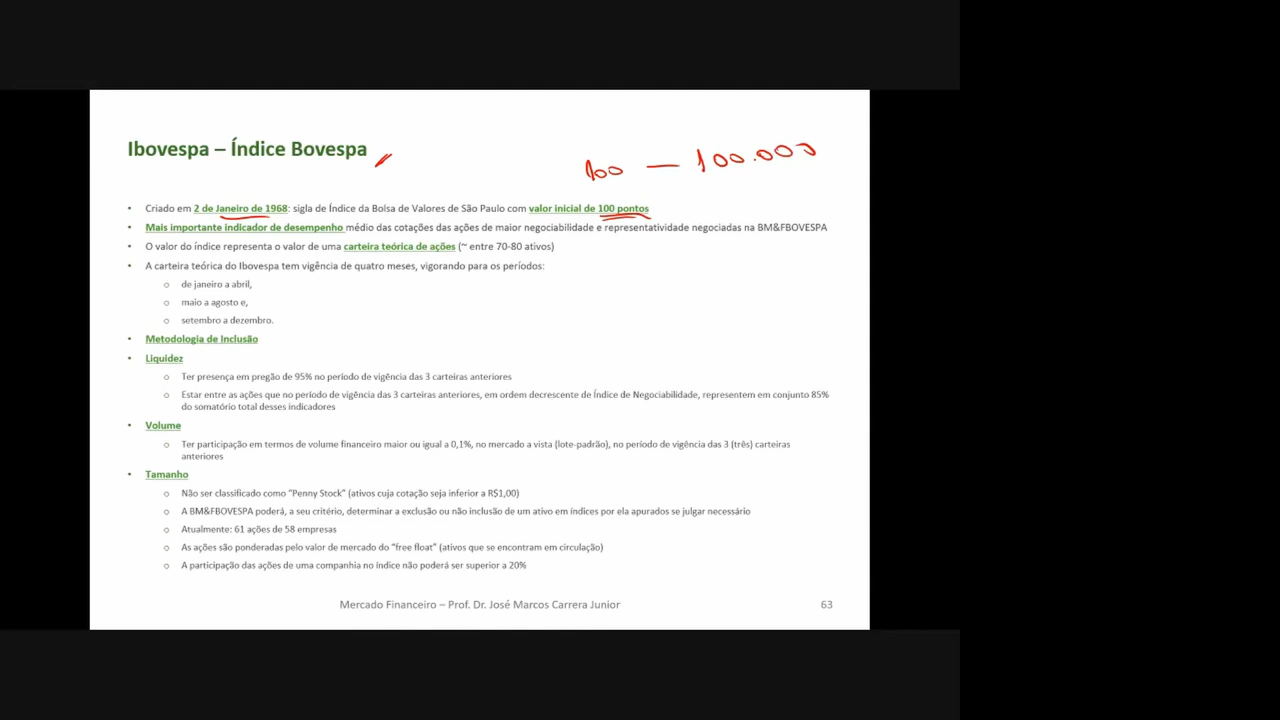 Ibovespa – Índice Bovespa
100 — 100.000
• Criado em 2 de Janeiro de 1968: sigla de Índice da Bolsa de Valores de São Paulo com valor inicial de 100 pontos
• Mais importante indicador de desempenho médio das cotações das ações de maior negociabilidade e representatividade negociadas na BM&FBOVESPA
• O valor do índice representa o valor de uma carteira teórica de ações (~ entre 70-80 ativos)
• A carteira teórica do Ibovespa tem vigência de quatro meses, vigorando para os períodos:
o de janeiro a abril,
o maio a agosto e,
o setembro a dezembro.
• Metodologia de Inclusão
• Liquidez
o Ter presença em pregão de 95% no período de vigência das 3 carteiras anteriores
o Estar entre as ações que no período de vigência das 3 carteiras anteriores, em ordem decrescente de Índice de Negociabilidade, representem em conjunto 85%
do somatório total desses indicadores
• Volume
o Ter participação em termos de volume financeiro maior ou igual a 0,1%, no mercado a vista (lote-padrão), no período de vigência das 3 (três) carteiras
anteriores
• Tamanho
o Não ser classificado como “Penny Stock” (ativos cuja cotação seja inferior a R$1,00)
o A BM&FBOVESPA poderá, a seu critério, determinar a exclusão ou não inclusão de um ativo em índices por ela apurados se julgar necessário
o Atualmente: 61 ações de 58 empresas
o As ações são ponderadas pelo valor de mercado do “free float” (ativos que se encontram em circulação)
o A participação das ações de uma companhia no índice não poderá ser superior a 20%
Mercado Financeiro – Prof. Dr. José Marcos Carrera Junior
63